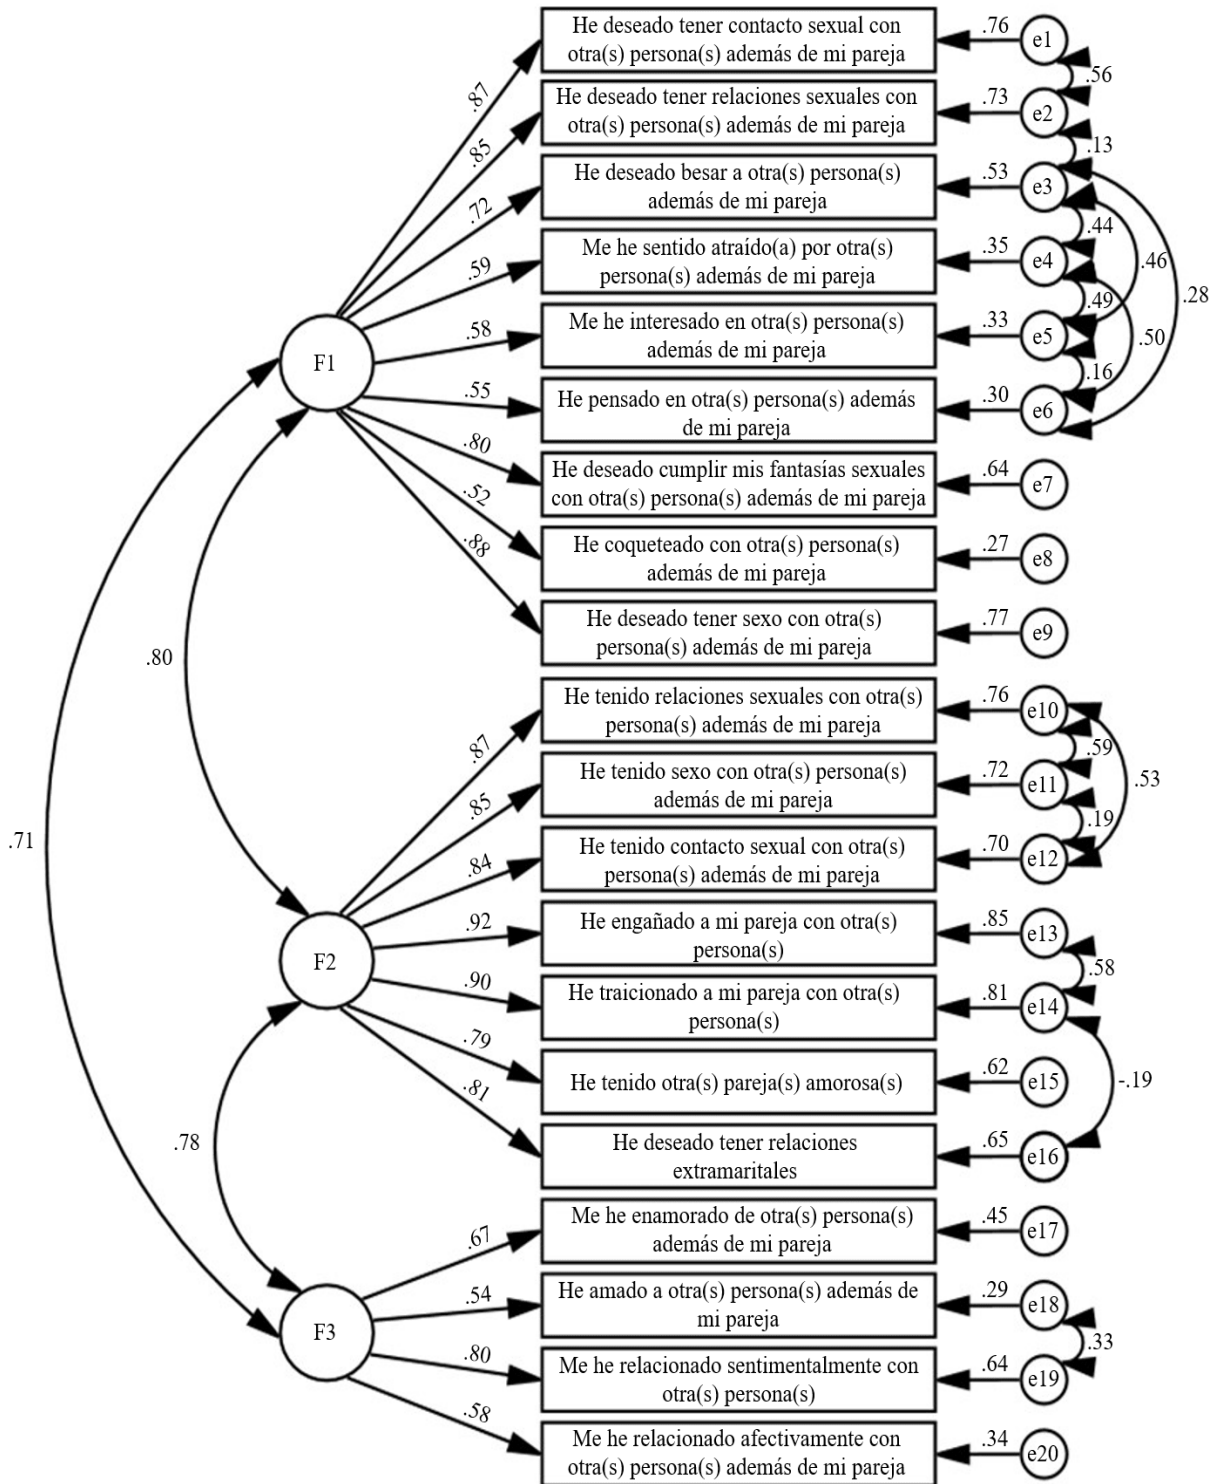 He deseado tener contacto sexual con
otra(s) persona(s) además de mi pareja
.87
.76
e1
.56
He deseado tener relaciones sexuales con
otra(s) persona(s) además de mi pareja
.85
.73
e2
.13
He deseado besar a otra(s) persona(s)
además de mi pareja
.72
.53
e3
.44
.46
.28
Me he sentido atraído(a) por otra(s)
persona(s) además de mi pareja
.59
.35
e4
.49
.50
Me he interesado en otra(s) persona(s)
además de mi pareja
.58
.33
e5
.16
F1
He pensado en otra(s) persona(s) además
de mi pareja
.55
.30
e6
He deseado cumplir mis fantasías sexuales
con otra(s) persona(s) además de mi pareja
.80
.64
e7
He coqueteado con otra(s) persona(s)
además de mi pareja
.52
.27
e8
He deseado tener sexo con otra(s)
persona(s) además de mi pareja
.88
.77
e9
.80
He tenido relaciones sexuales con otra(s)
persona(s) además de mi pareja
.87
.76
e10
.59
.53
He tenido sexo con otra(s) persona(s)
además de mi pareja
.85
.72
e11
.19
.71
He tenido contacto sexual con otra(s)
persona(s) además de mi pareja
.84
.70
e12
He engañado a mi pareja con otra(s)
persona(s)
.92
.85
e13
.58
F2
He traicionado a mi pareja con otra(s)
persona(s)
.90
.81
e14
-.19
He tenido otra(s) pareja(s) amorosa(s)
.79
.62
e15
He deseado tener relaciones
extramaritales
.81
.65
e16
.78
Me he enamorado de otra(s) persona(s)
además de mi pareja
.67
.45
e17
He amado a otra(s) persona(s) además de
mi pareja
.54
.29
e18
.33
F3
Me he relacionado sentimentalmente con
otra(s) persona(s)
.80
.64
e19
Me he relacionado afectivamente con
otra(s) persona(s) además de mi pareja
.58
.34
e20